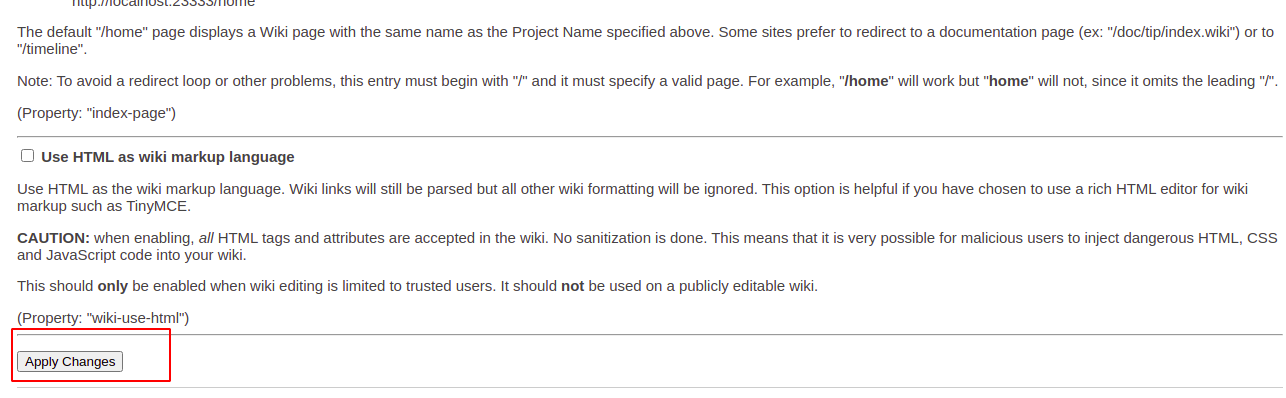 http://localhost:23333/home
The default "/home" page displays a Wiki page with the same name as the Project Name specified above. Some sites prefer to redirect to a documentation page (ex: "/doc/tip/index.wiki") or to
"/timeline".
Note: To avoid a redirect loop or other problems, this entry must begin with "/" and it must specify a valid page. For example, "/home" will work but "home" will not, since it omits the leading "/".
(Property: "index-page")
Use HTML as wiki markup language
Use HTML as the wiki markup language. Wiki links will still be parsed but all other wiki formatting will be ignored. This option is helpful if you have chosen to use a rich HTML editor for wiki
markup such as TinyMCE.
CAUTION: when enabling, all HTML tags and attributes are accepted in the wiki. No sanitization is done. This means that it is very possible for malicious users to inject dangerous HTML, CSS
and JavaScript code into your wiki.
This should only be enabled when wiki editing is limited to trusted users. It should not be used on a publicly editable wiki.
(Property: "wiki-use-html")
Apply Changes